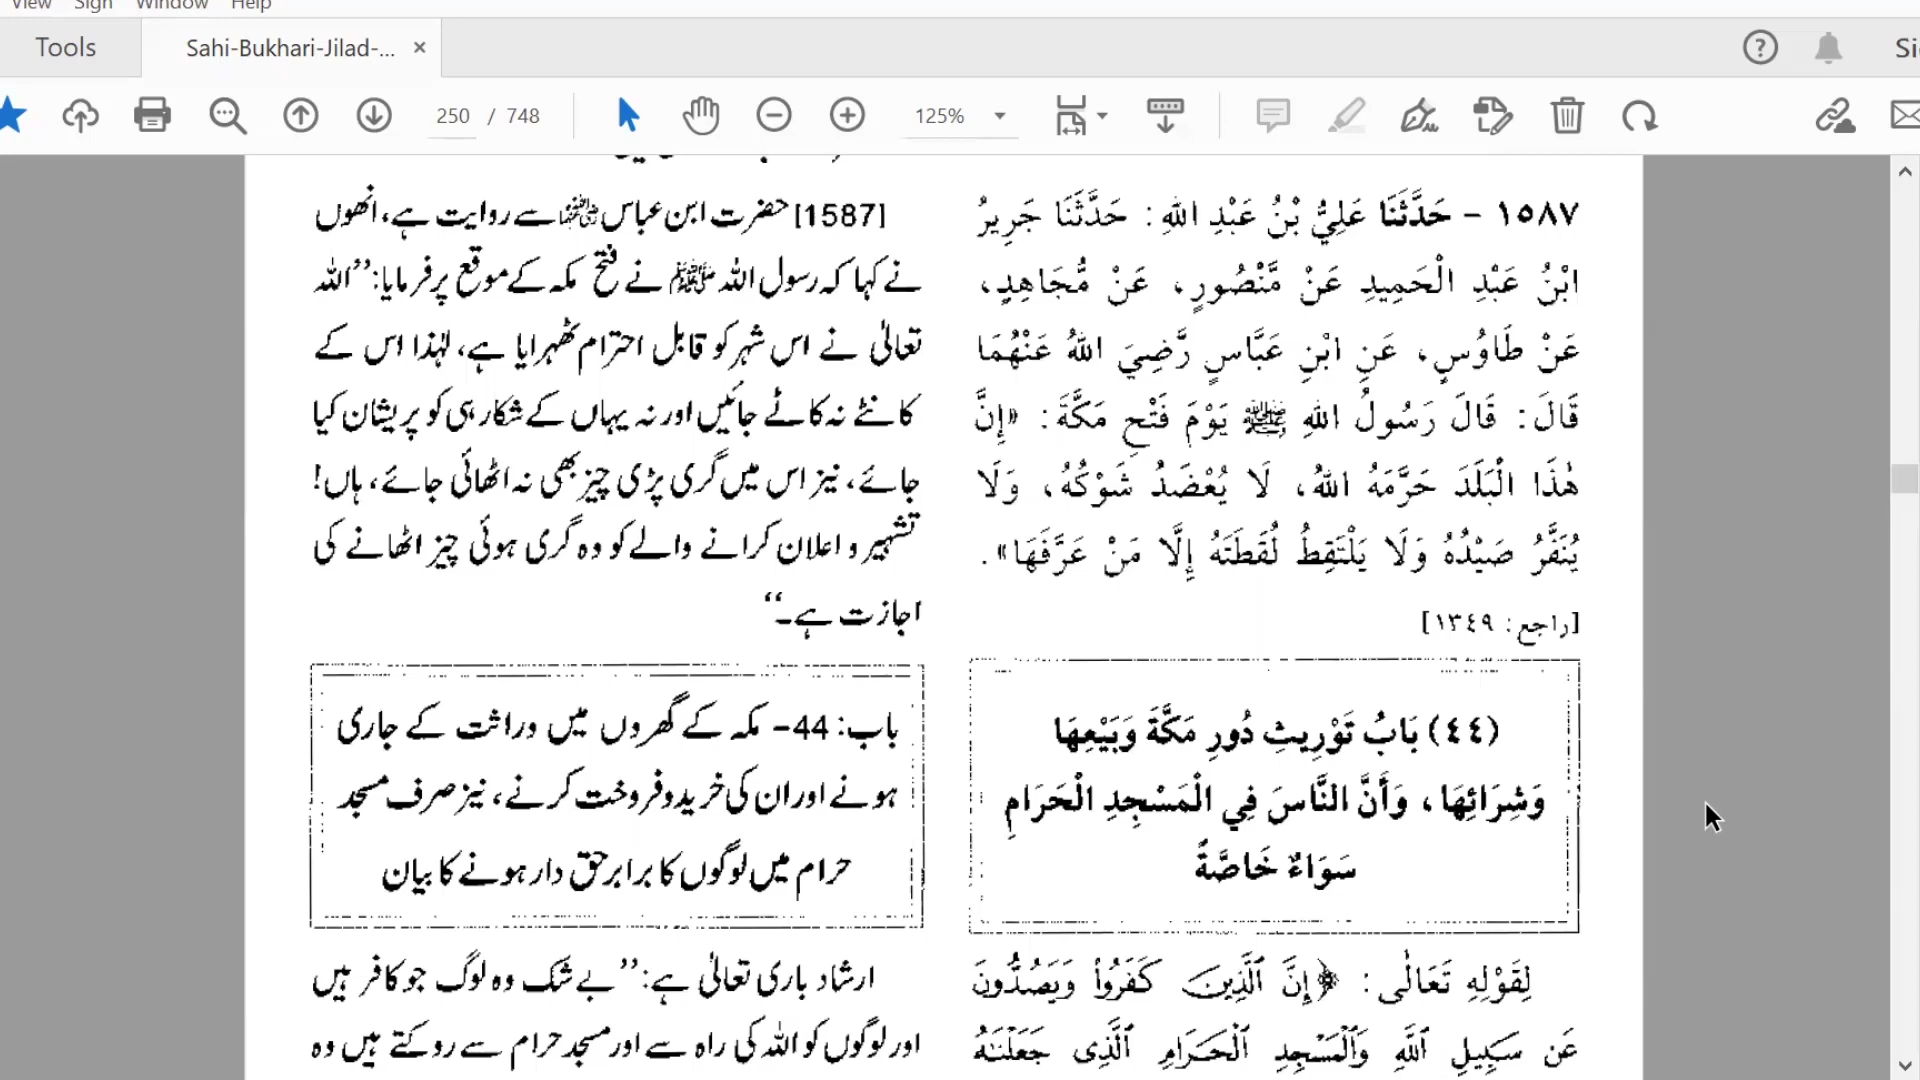 View Sign Window Help
Tools Sahi-Bukhari-Jilad-...
250 / 748 125%
١٥٨٧ - حَدَّثَنَا عَلِيُّ بْنُ عَبْدِ اللهِ: حَدَّثَنَا جَرِيرُ
ابْنُ عَبْدِ الْحَمِيدِ عَنْ مَّنْصُورٍ، عَنْ مُّجَاهِدٍ،
عَنْ طَاوُسٍ، عَنِ ابْنِ عَبَّاسٍ رَّضِيَ اللهُ عَنْهُمَا
قَالَ: قَالَ رَسُولُ اللهِ ﷺ يَوْمَ فَتْحِ مَكَّةَ: «إِنَّ
هٰذَا الْبَلَدَ حَرَّمَهُ اللهُ، لَا يُعْضَدُ شَوْكُهُ، وَلَا
يُنَفَّرُ صَيْدُهُ وَلَا يَلْتَقِطُ لُقَطَتَهُ إِلَّا مَنْ عَرَّفَهَا».
[راجع: ١٣٤٩]
(٤٤) بَابُ تَوْرِيثِ دُورِ مَكَّةَ وَبَيْعِهَا
وَشِرَائِهَا، وَأَنَّ النَّاسَ فِي الْمَسْجِدِ الْحَرَامِ
سَوَاءٌ خَاصَّةً
لِقَوْلِهِ تَعَالٰى: ﴿إِنَّ ٱلَّذِينَ كَفَرُوا۟ وَيَصُدُّونَ
عَن سَبِيلِ ٱللَّهِ وَٱلْمَسْجِدِ ٱلْحَرَامِ ٱلَّذِى جَعَلْنَـٰهُ
[1587] حضرت ابن عباس ؓ سے روایت ہے، انھوں
نے کہا کہ رسول اللہ ﷺ نے فتح مکہ کے موقع پر فرمایا: ’’اللہ
تعالیٰ نے اس شہر کو قابل احترام ٹھہرایا ہے، لہٰذا اس کے
کانٹے نہ کاٹے جائیں اور نہ یہاں کے شکار ہی کو پریشان کیا
جائے، نیز اس میں گری پڑی چیز بھی نہ اٹھائی جائے، ہاں!
تشہیر و اعلان کرانے والے کو وہ گری ہوئی چیز اٹھانے کی
اجازت ہے۔‘‘
باب: 44- مکہ کے گھروں میں وراثت کے جاری
ہونے اور ان کی خرید و فروخت کرنے، نیز صرف مسجد
حرام میں لوگوں کا برابر حق دار ہونے کا بیان
ارشاد باری تعالیٰ ہے: ’’بے شک وہ لوگ جو کافر ہیں
اور لوگوں کو اللہ کی راہ سے اور مسجد حرام سے روکتے ہیں وہ